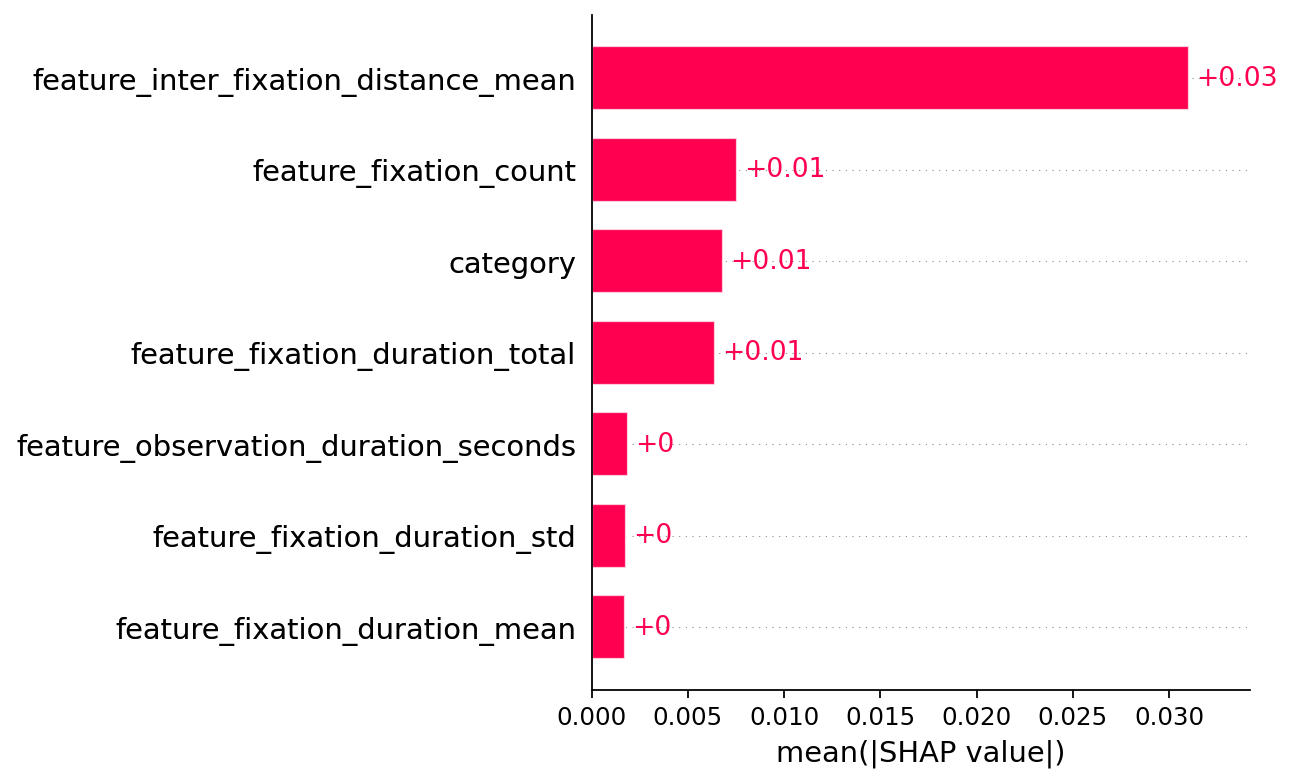 feature_inter_fixation_distance_mean +0.03
feature_fixation_count +0.01
category +0.01
feature_fixation_duration_total +0.01
feature_observation_duration_seconds +0
feature_fixation_duration_std +0
feature_fixation_duration_mean +0
0.000 0.005 0.010 0.015 0.020 0.025 0.030
mean(|SHAP value|)